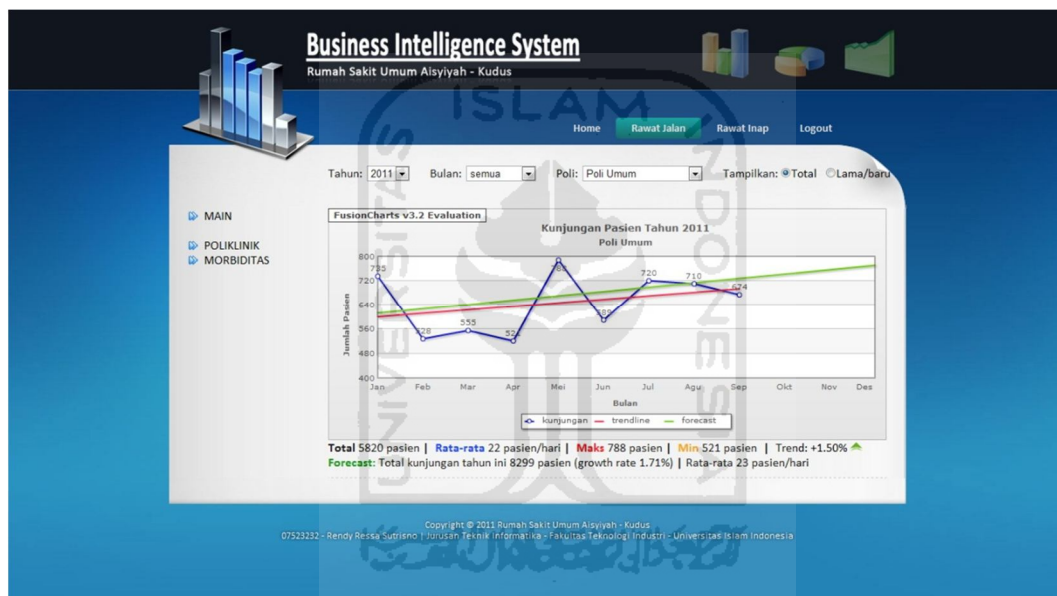 Business Intelligence System
Rumah Sakit Umum Aisyiyah - Kudus
UNIVERSITAS ISLAM INDONESIA
Home Rawat Jalan Rawat Inap Logout
Tahun: 2011 Bulan: semua Poli: Poli Umum Tampilkan: Total Lama/baru
MAIN
POLIKLINIK
MORBIDITAS
FusionCharts v3.2 Evaluation
Kunjungan Pasien Tahun 2011
Poli Umum
Jumlah Pasien
800
720
640
560
480
400
735 555 720 710 674
Jan Feb Mar Apr Mei Jun Jul Agu Sep Okt Nov Des
Bulan
kunjungan trendline forecast
Total 5820 pasien | Rata-rata 22 pasien/hari | Maks 788 pasien | Min 521 pasien | Trend: +1.50%
Forecast: Total kunjungan tahun ini 8299 pasien (growth rate 1.71%) | Rata-rata 23 pasien/hari
Copyright © 2011 Rumah Sakit Umum Aisyiyah - Kudus
07523232 - Rendy Ressa Sutrisno | Jurusan Teknik Informatika - Fakultas Teknologi Industri - Universitas Islam Indonesia